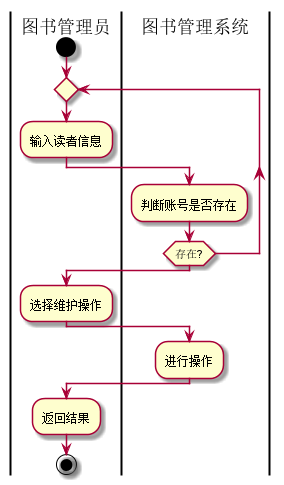 图书管理员
图书管理系统
输入读者信息
判断账号是否存在
存在?
选择维护操作
进行操作
返回结果